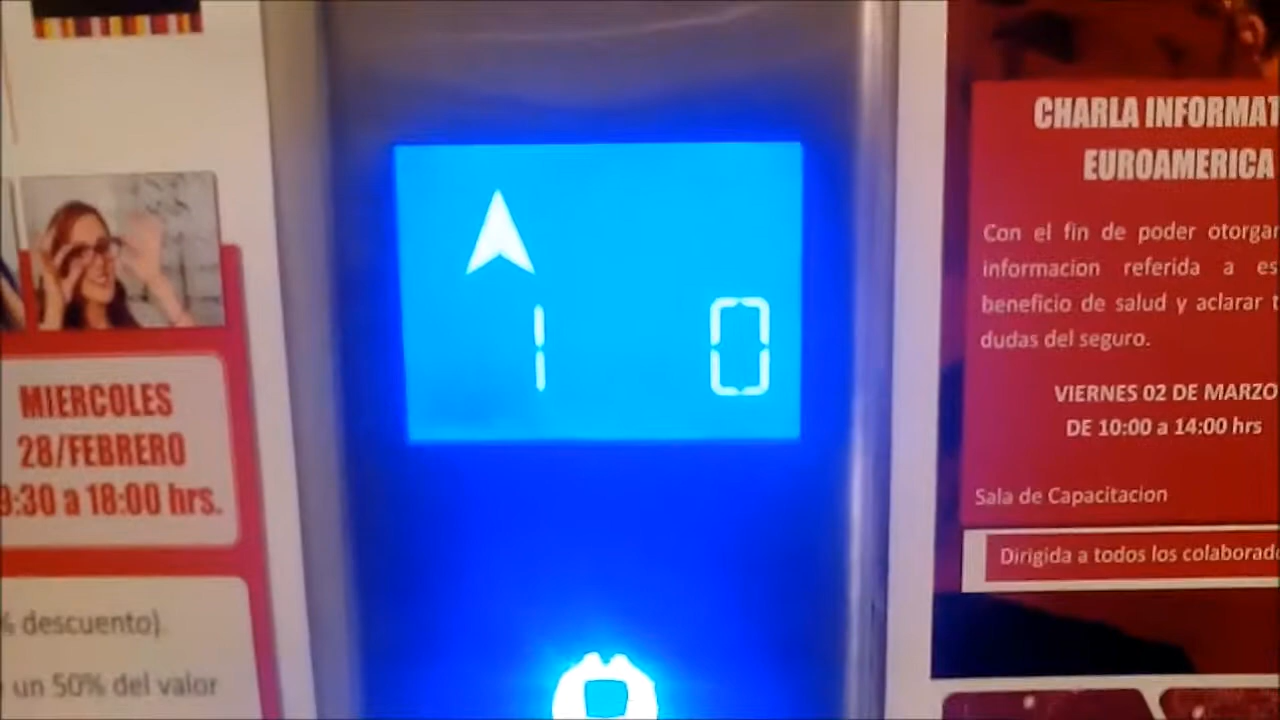 MIERCOLES
28/FEBRERO
9:30 a 18:00 hrs.
% descuento).
un 50% del valor
1 0
CHARLA INFORMAT
EUROAMERICA
Con el fin de poder otorgar
informacion referida a es
beneficio de salud y aclarar t
dudas del seguro.
VIERNES 02 DE MARZO
DE 10:00 a 14:00 hrs
Sala de Capacitacion
Dirigida a todos los colaborad